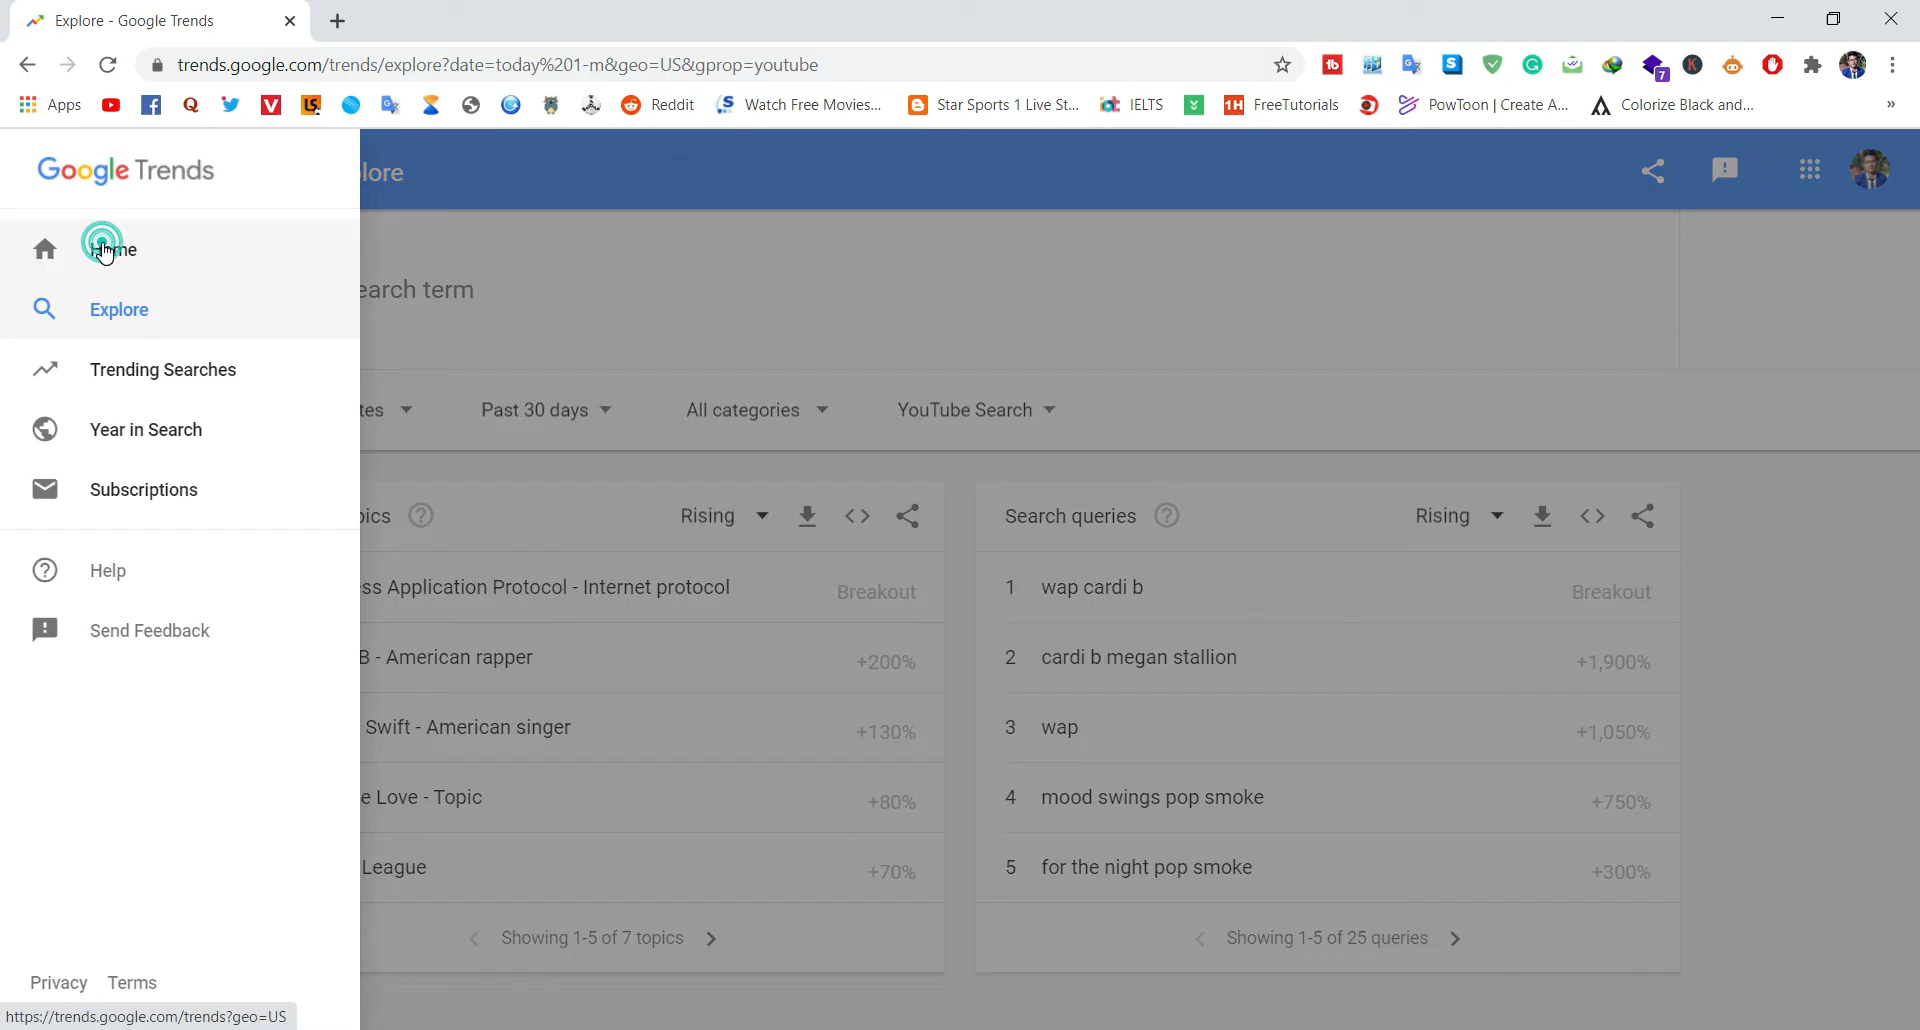 Explore - Google Trends
trends.google.com/trends/explore?date=today%201-m&geo=US&gprop=youtube
7
Apps Reddit Watch Free Movies... Star Sports 1 Live St... IELTS FreeTutorials PowToon | Create A... Colorize Black and... »
Google Trends
lore
Home
earch term
Explore
Trending Searches
tes Past 30 days All categories YouTube Search
Year in Search
Subscriptions
pics Rising
Search queries Rising
Help
Send Feedback
ss Application Protocol - Internet protocol Breakout
B - American rapper +200%
Swift - American singer +130%
e Love - Topic +80%
League +70%
Showing 1-5 of 7 topics
1 wap cardi b Breakout
2 cardi b megan stallion +1,900%
3 wap +1,050%
4 mood swings pop smoke +750%
5 for the night pop smoke +300%
Showing 1-5 of 25 queries
Privacy Terms
https://trends.google.com/trends?geo=US